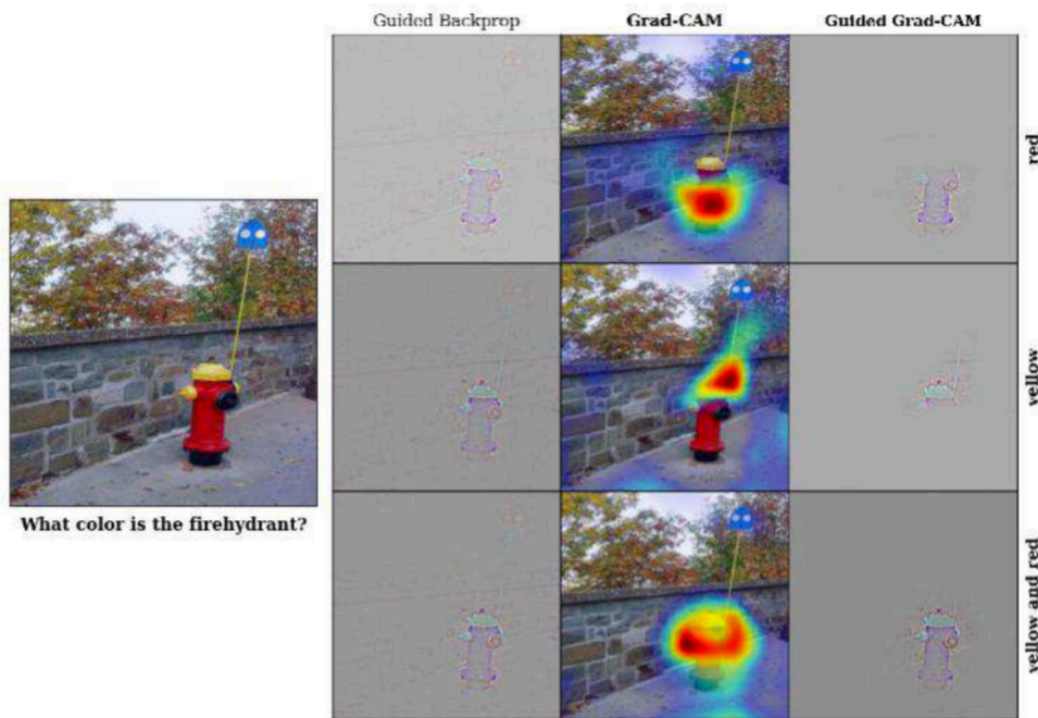 Guided Backprop
Grad-CAM
Guided Grad-CAM
red
What color is the firehydrant?
yellow
yellow and red